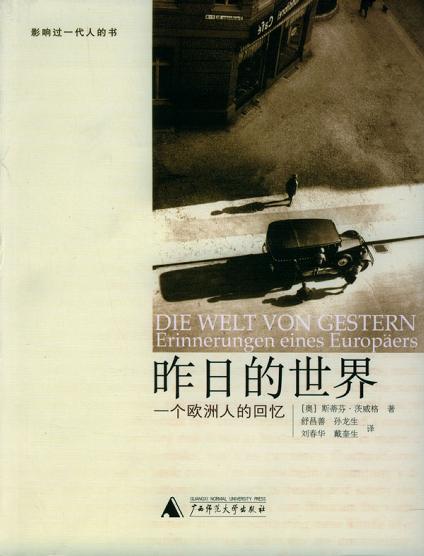 影响过一代人的书
DIE WELT VON GESTERN
Erinnerungen eines Europäers
昨日的世界
一个欧洲人的回忆
[奥] 斯蒂芬·茨威格 著
舒昌善 孙龙生
刘春华 戴奎生 译
GUANGXI NORMAL UNIVERSITY PRESS
广西师范大学出版社